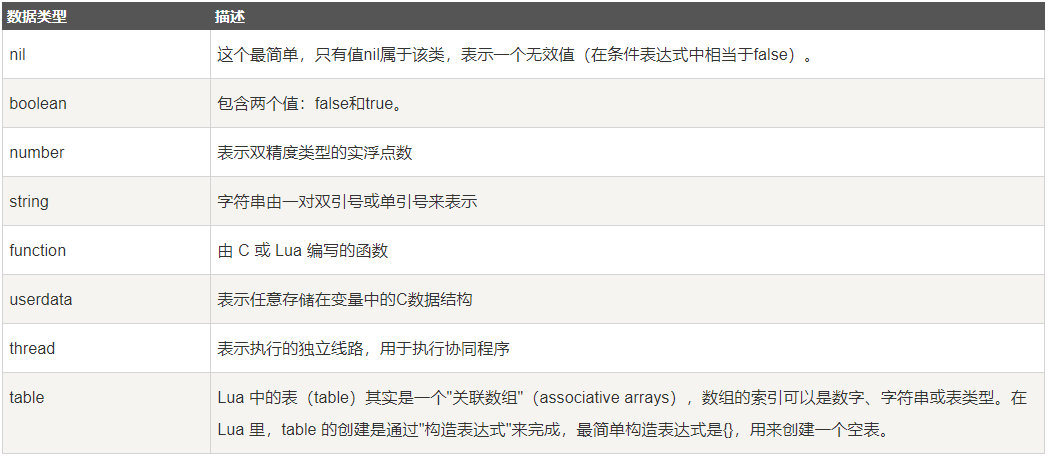 数据类型 描述
nil 这个最简单，只有值nil属于该类，表示一个无效值（在条件表达式中相当于false）。
boolean 包含两个值：false和true。
number 表示双精度类型的实浮点数
string 字符串由一对双引号或单引号来表示
function 由 C 或 Lua 编写的函数
userdata 表示任意存储在变量中的C数据结构
thread 表示执行的独立线路，用于执行协同程序
table Lua 中的表（table）其实是一个"关联数组"（associative arrays），数组的索引可以是数字、字符串或表类型。在
Lua 里，table 的创建是通过"构造表达式"来完成，最简单构造表达式是{}，用来创建一个空表。